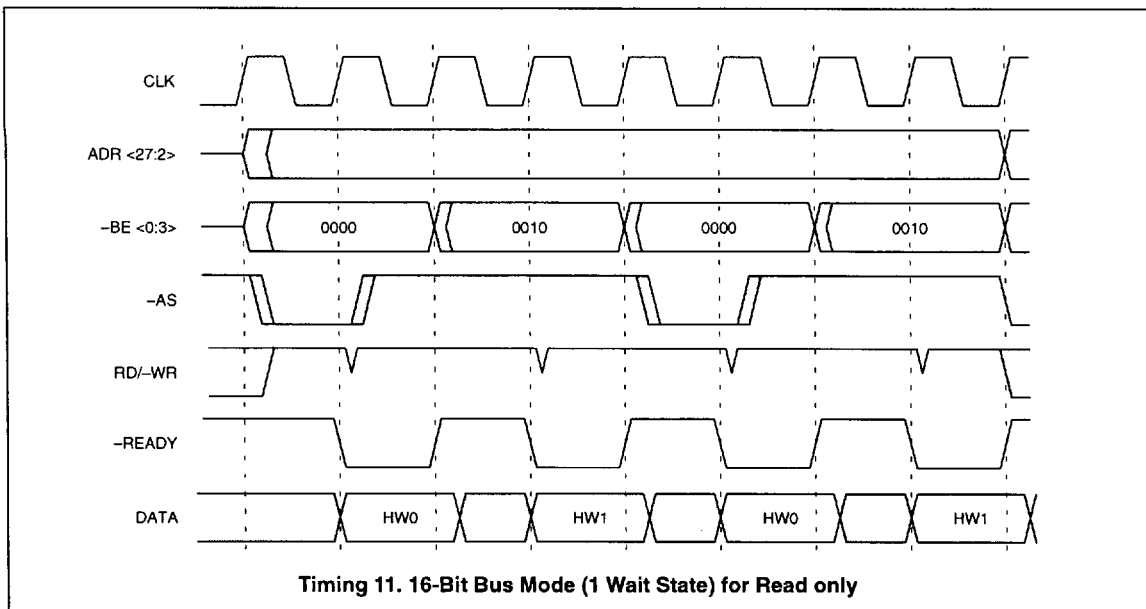 CLK
ADR <27:2>
–BE <0:3>
0000
0010
0000
0010
–AS
RD/–WR
–READY
DATA
HW0
HW1
HW0
HW1
Timing 11. 16-Bit Bus Mode (1 Wait State) for Read only